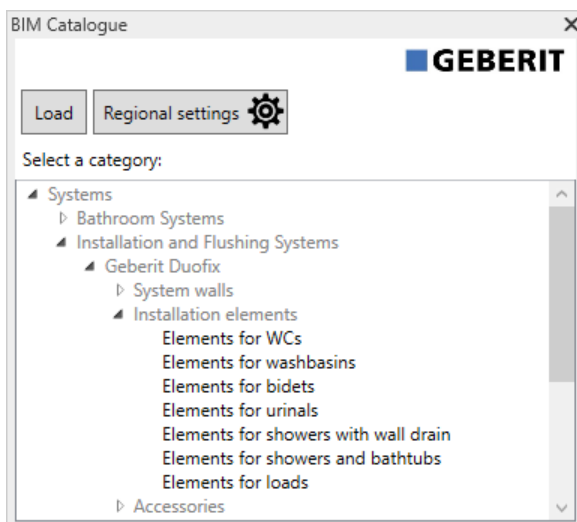 BIM Catalogue
GEBERIT
Load
Regional settings
Select a category:
Systems
Bathroom Systems
Installation and Flushing Systems
Geberit Duofix
System walls
Installation elements
Elements for WCs
Elements for washbasins
Elements for bidets
Elements for urinals
Elements for showers with wall drain
Elements for showers and bathtubs
Elements for loads
Accessories